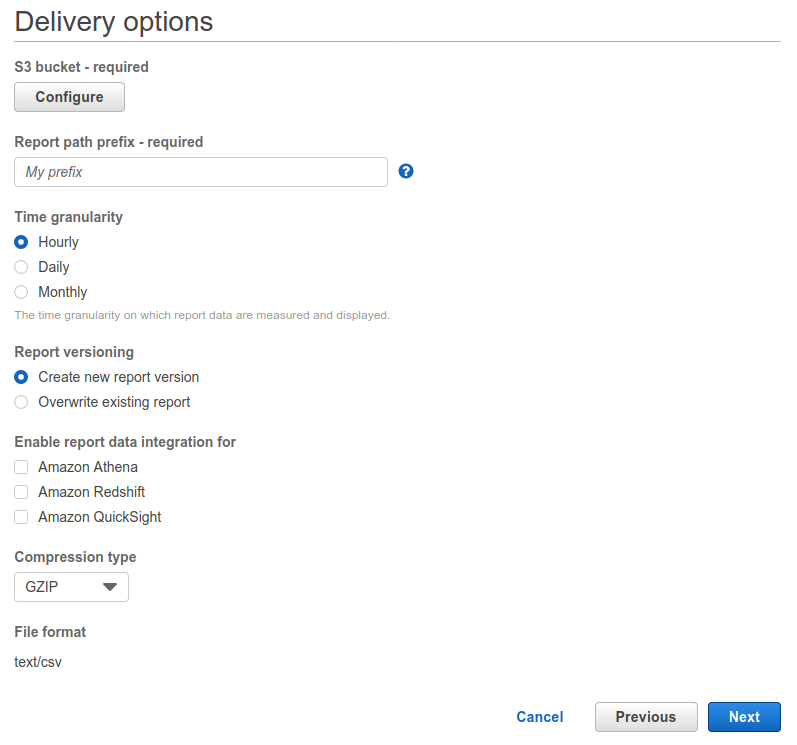 Delivery options
S3 bucket - required
Configure
Report path prefix - required
My prefix
?
Time granularity
Hourly
Daily
Monthly
The time granularity on which report data are measured and displayed.
Report versioning
Create new report version
Overwrite existing report
Enable report data integration for
Amazon Athena
Amazon Redshift
Amazon QuickSight
Compression type
GZIP
File format
text/csv
Cancel Previous Next